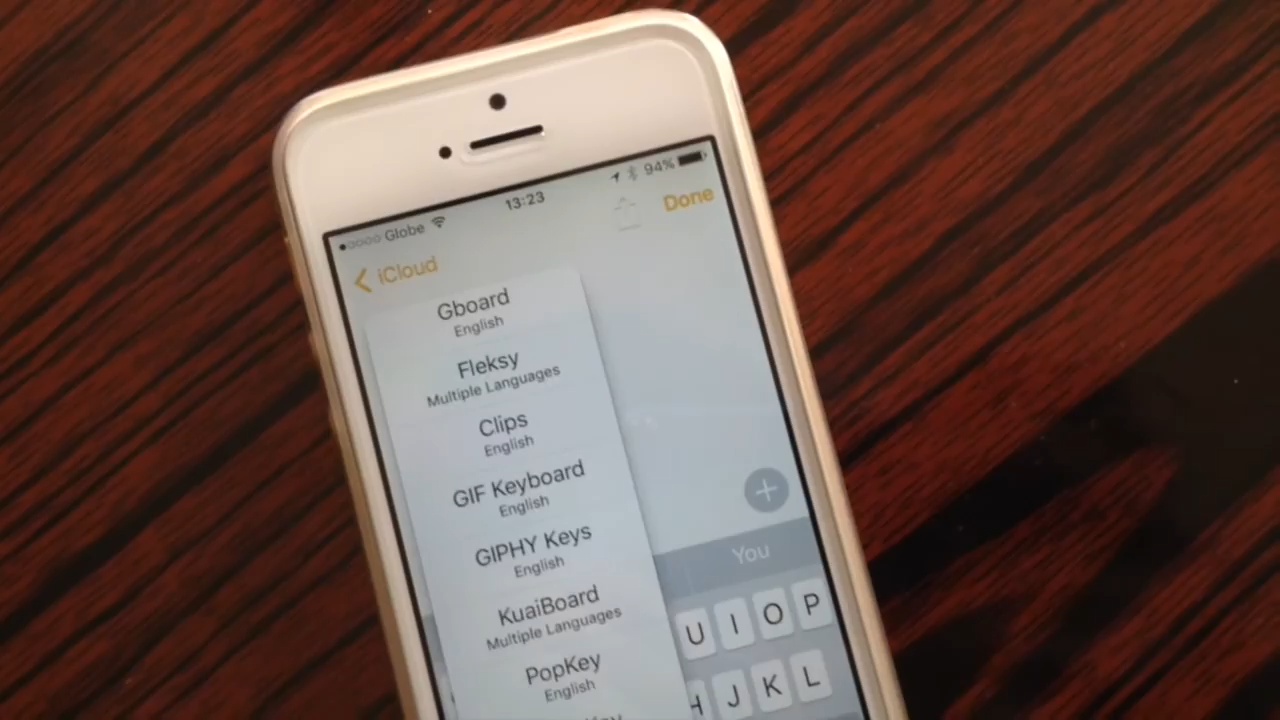 Globe 13:23 94%
iCloud Done
Gboard
English
Fleksy
Multiple Languages
Clips
English
GIF Keyboard
English
GIPHY Keys
English
KuaiBoard
Multiple Languages
PopKey
English
You
U I O P
H J K L